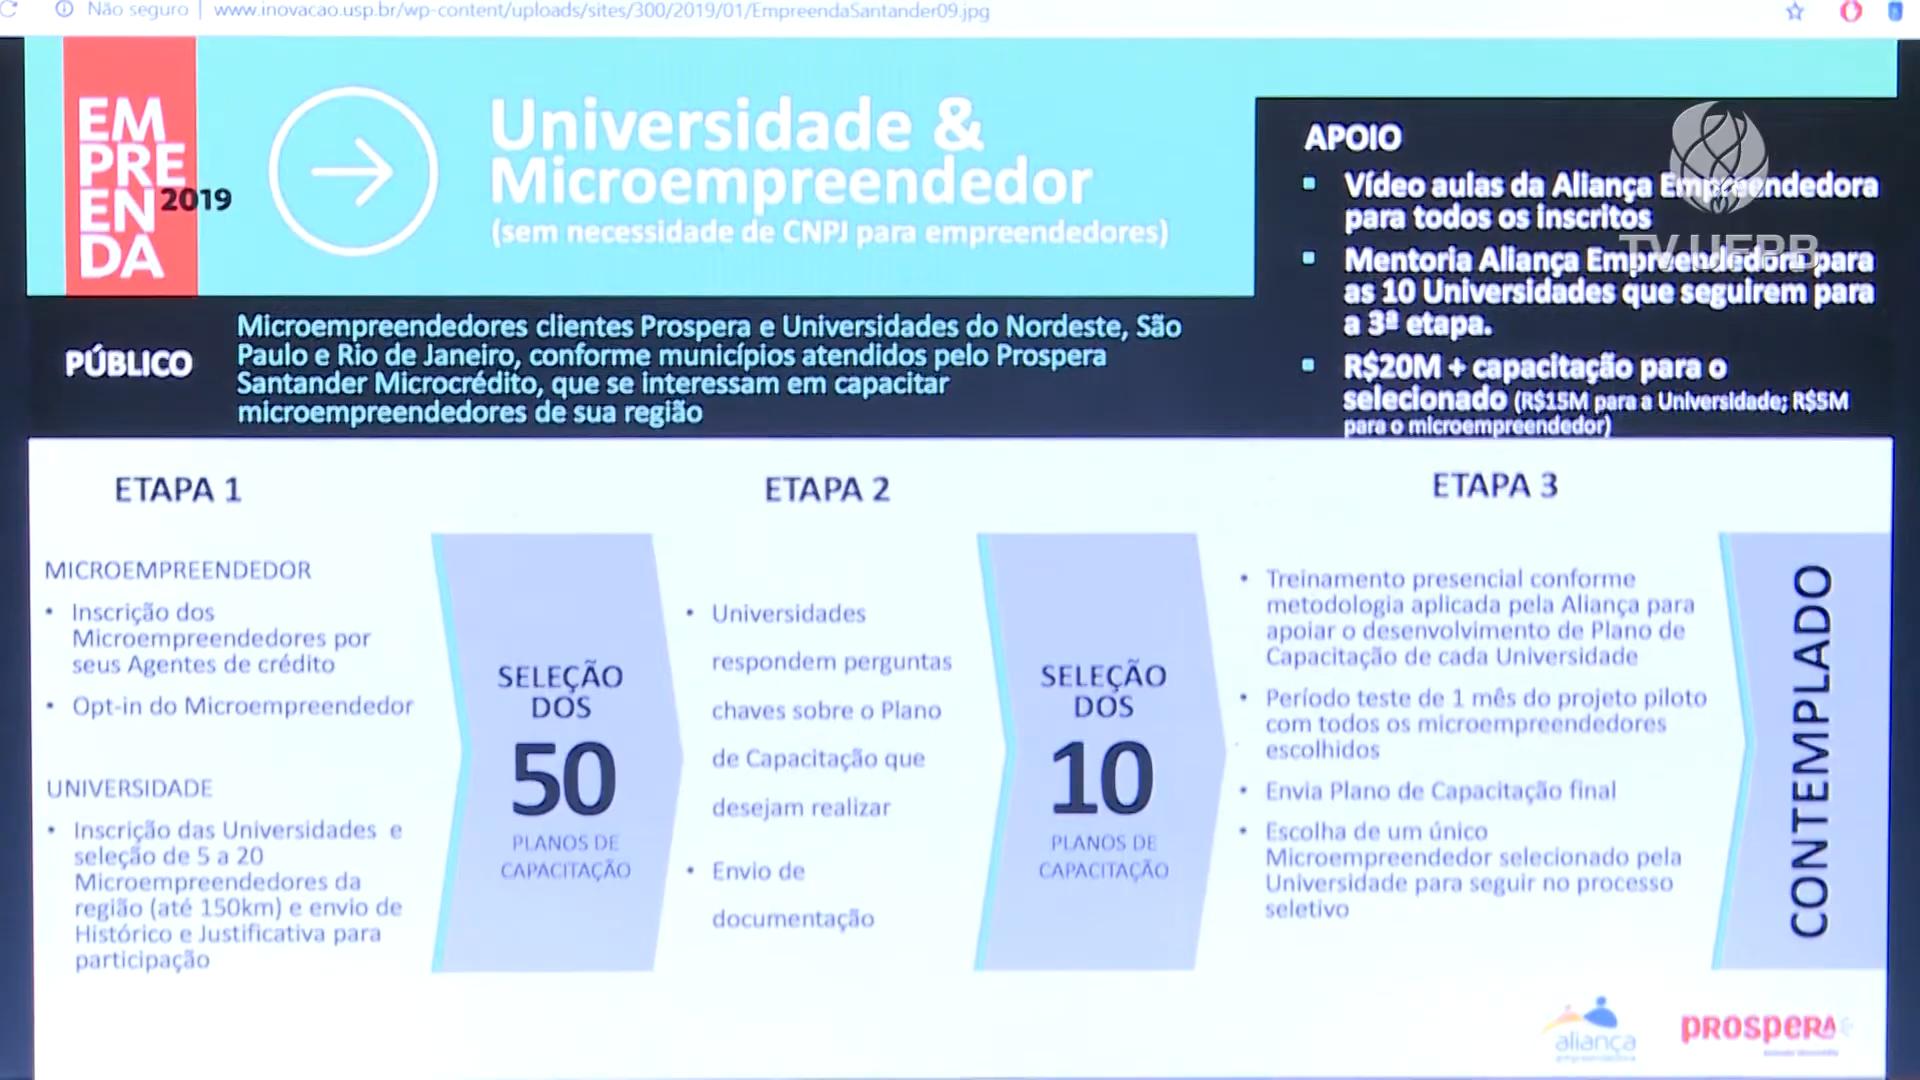 Não seguro
www.inovacao.usp.br/wp-content/uploads/sites/300/2019/01/EmpreendaSantander09.jpg
EM
PRE
EN
DA
2019
Universidade &
Microempreendedor
(sem necessidade de CNPJ para empreendedores)
APOIO
Vídeo aulas da Aliança Empreendedora
para todos os inscritos
Mentoria Aliança Empreendedora para
as 10 Universidades que seguirem para
a 3ª etapa.
R$20M + capacitação para o
selecionado (R$15M para a Universidade; R$5M
para o microempreendedor)
TV UFPB
PÚBLICO
Microempreendedores clientes Prospera e Universidades do Nordeste, São
Paulo e Rio de Janeiro, conforme municípios atendidos pelo Prospera
Santander Microcrédito, que se interessam em capacitar
microempreendedores de sua região
ETAPA 1
MICROEMPREENDEDOR
• Inscrição dos
Microempreendedores por
seus Agentes de crédito
• Opt-in do Microempreendedor
UNIVERSIDADE
• Inscrição das Universidades e
seleção de 5 a 20
Microempreendedores da
região (até 150km) e envio de
Histórico e Justificativa para
participação
SELEÇÃO
DOS
50
PLANOS DE
CAPACITAÇÃO
ETAPA 2
• Universidades
respondem perguntas
chaves sobre o Plano
de Capacitação que
desejam realizar
• Envio de
documentação
SELEÇÃO
DOS
10
PLANOS DE
CAPACITAÇÃO
ETAPA 3
• Treinamento presencial conforme
metodologia aplicada pela Aliança para
apoiar o desenvolvimento de Plano de
Capacitação de cada Universidade
• Período teste de 1 mês do projeto piloto
com todos os microempreendedores
escolhidos
• Envia Plano de Capacitação final
• Escolha de um único
Microempreendedor selecionado pela
Universidade para seguir no processo
seletivo
CONTEMPLADO
aliança
empreendedora
PROSPERA